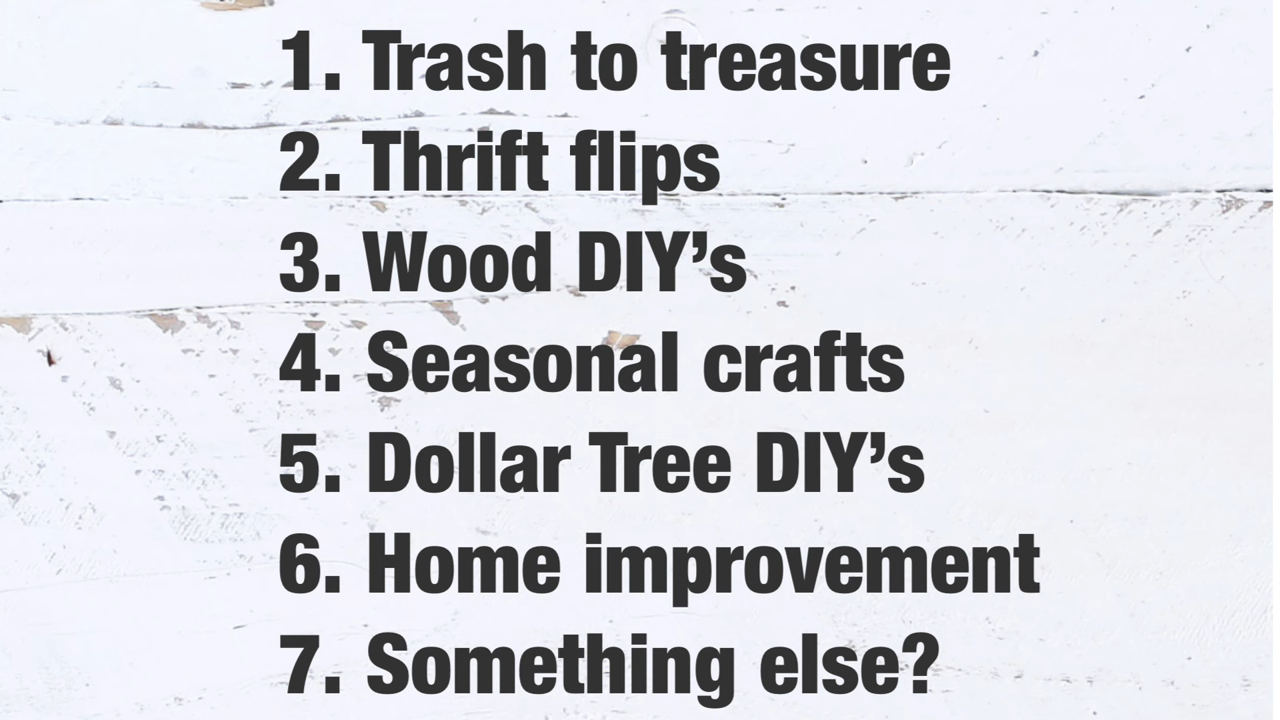 1. Trash to treasure
2. Thrift flips
3. Wood DIY’s
4. Seasonal crafts
5. Dollar Tree DIY’s
6. Home improvement
7. Something else?